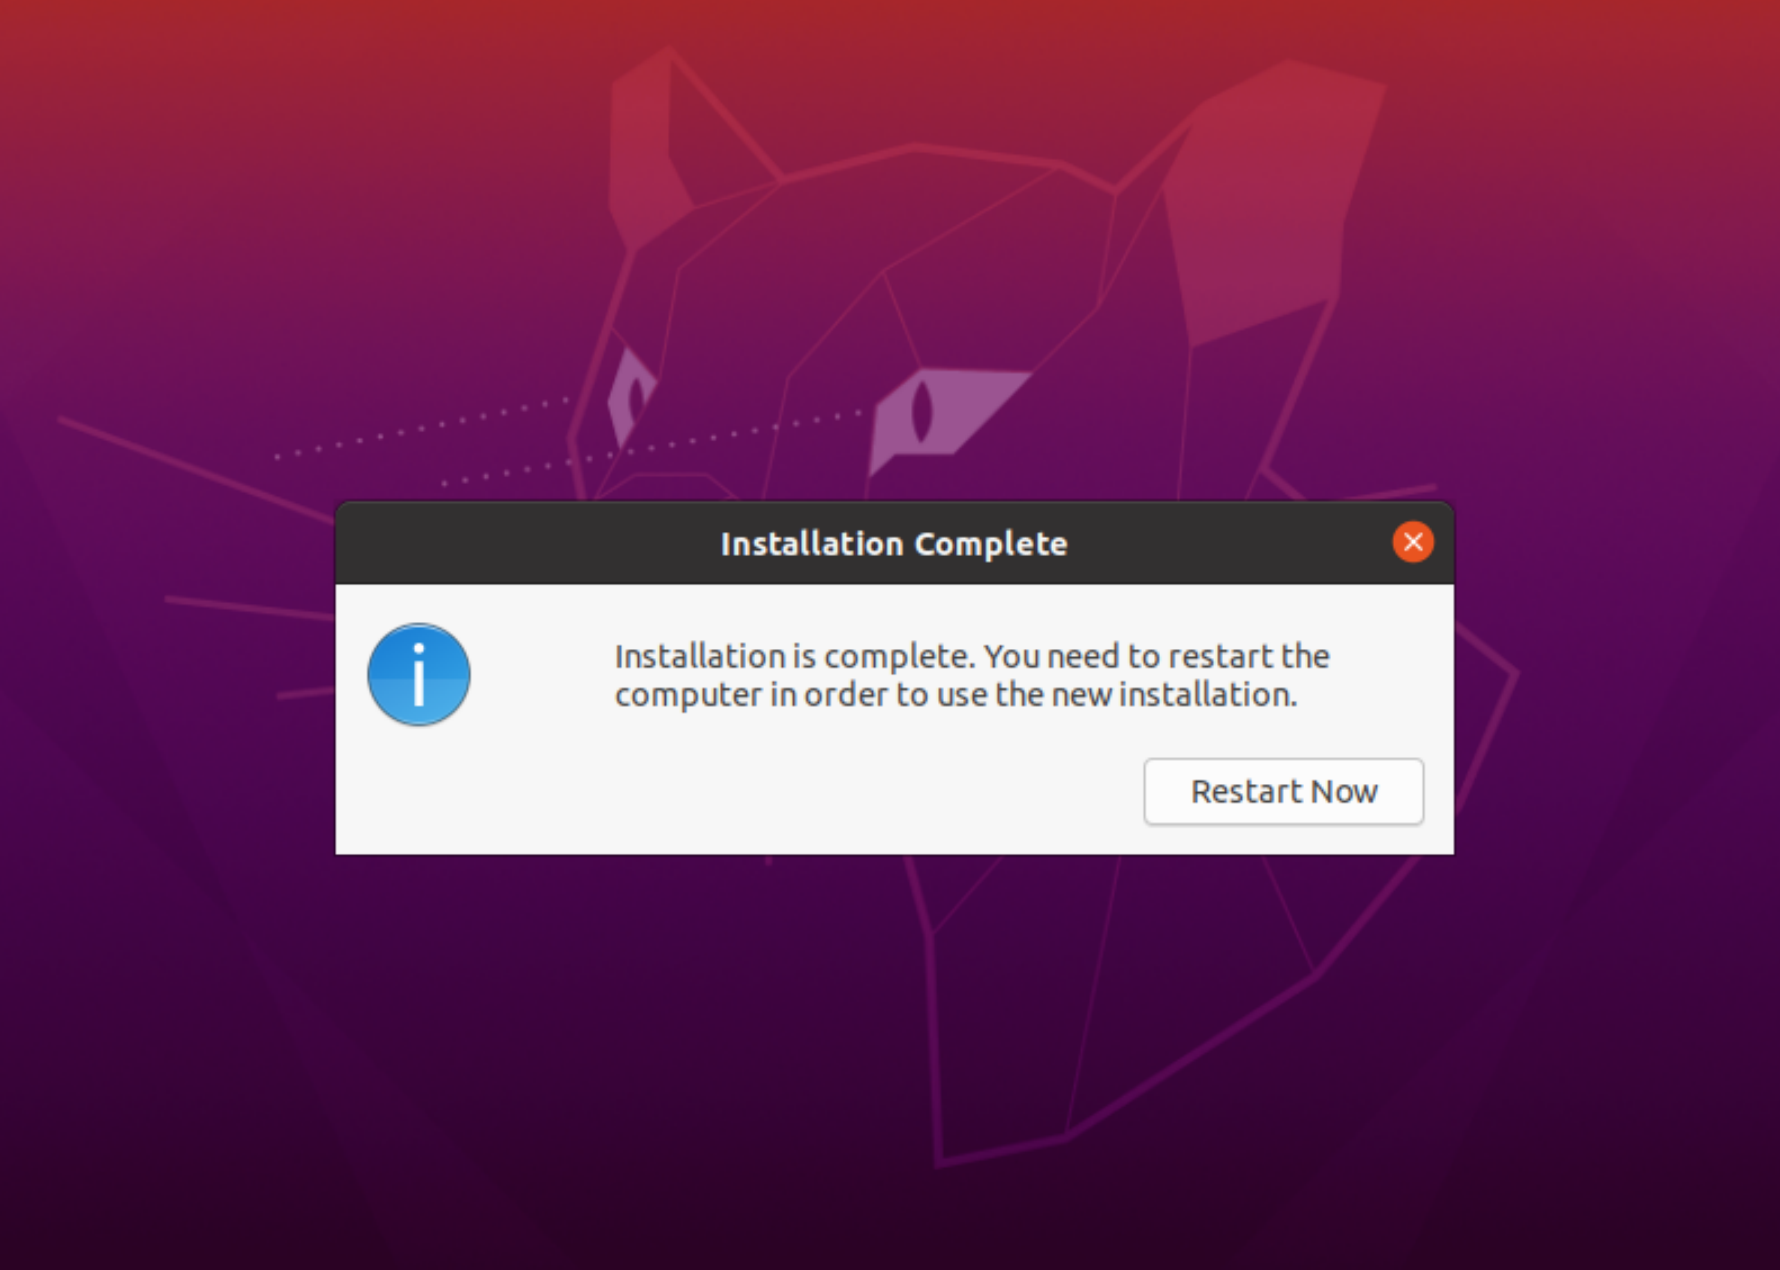 Installation Complete
Installation is complete. You need to restart the
computer in order to use the new installation.
Restart Now